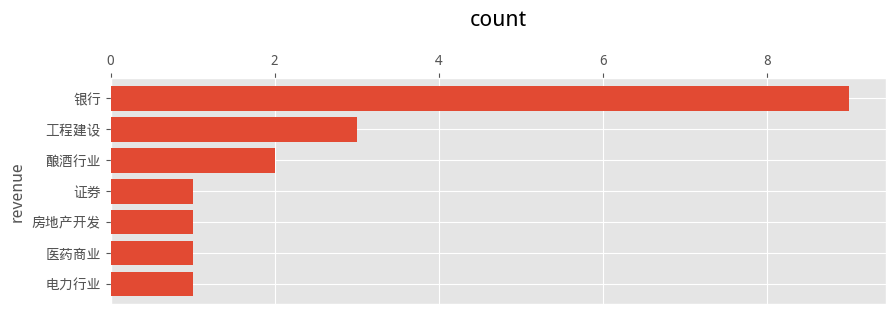 count
0 2 4 6 8
银行
工程建设
酿酒行业
证券
房地产开发
医药商业
电力行业
revenue